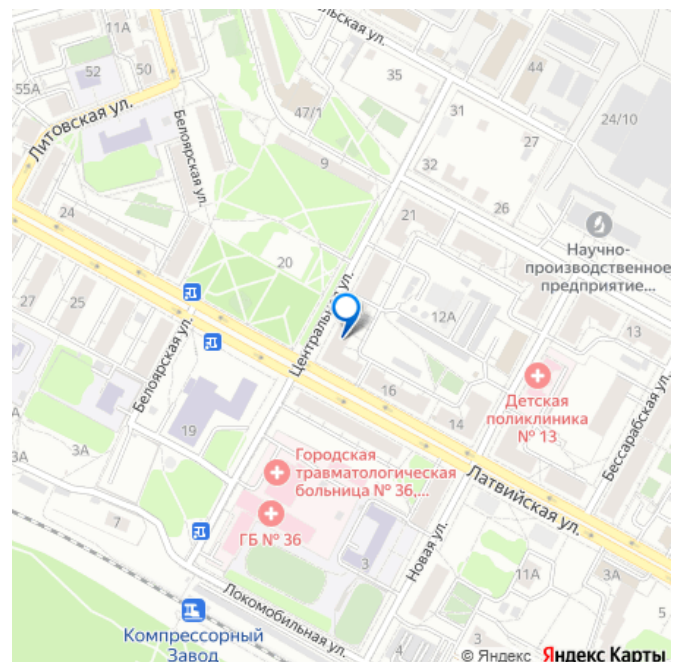 11А
льская ул.
52
50
35
44
55А
Литовская ул.
Белоярская ул.
47/1
31
24/10
27
9
32
26
24
21
20
Научно-
производственное
предприятие...
Центральная ул.
12А
27
25
13
Белоярская ул.
16
Детская
поликлиника
№ 13
14
19
Бессарабская ул.
3А
3А
Городская
травматологическая
больница № 36,...
Латвийская ул.
ГБ № 36
7
Новая ул.
3
11А
3А
Локомобильная ул.
5
Компрессорный
Завод
4
3
© Яндекс Яндекс Карты